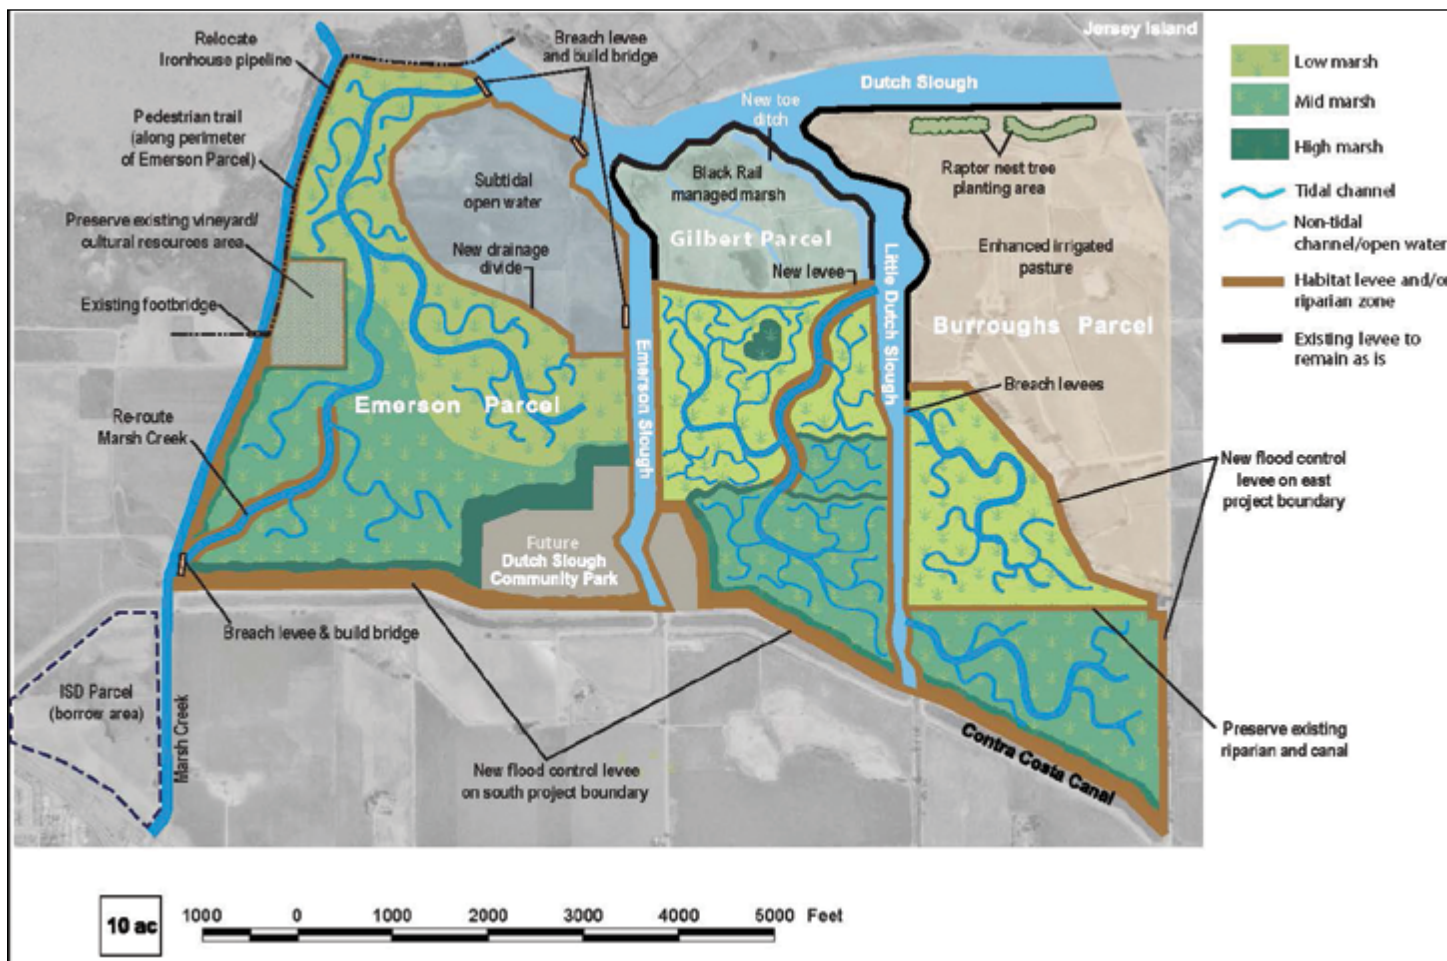 Jersey Island
Relocate
Ironhouse pipeline
Breach levee
and build bridge
Dutch Slough
New toe
ditch
Pedestrian trail
(along perimeter
of Emerson Parcel)
Raptor nest tree
planting area
Black Rail
managed marsh
Subtidal
open water
Preserve existing vineyard/
cultural resources area
Gilbert Parcel
New drainage
divide
New levee
Enhanced irrigated
pasture
Existing footbridge
Little Dutch Slough
Burroughs Parcel
Emerson Slough
Emerson Parcel
Breach levees
Re-route
Marsh Creek
New flood control
levee on east
project boundary
Future
Dutch Slough
Community Park
Breach levee & build bridge
ISD Parcel
(borrow area)
Marsh Creek
New flood control levee
on south project boundary
Contra Costa Canal
Preserve existing
riparian and canal
Low marsh
Mid marsh
High marsh
Tidal channel
Non-tidal
channel/open water
Habitat levee and/or
riparian zone
Existing levee to
remain as is
10 ac
1000 0 1000 2000 3000 4000 5000 Feet